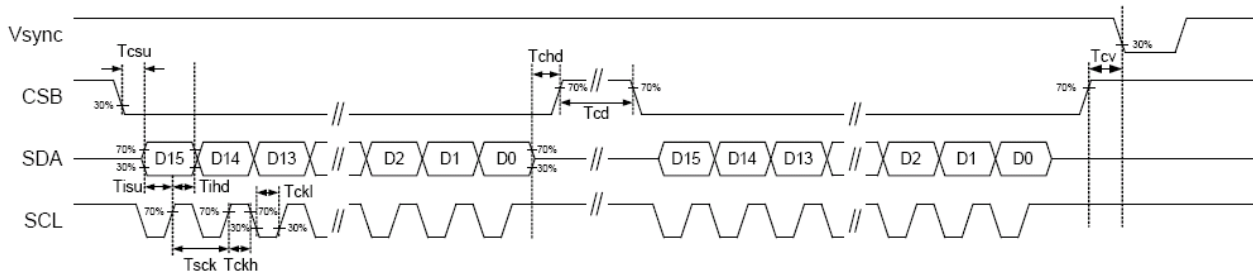 Vsync
30%
Tcsu
Tchd
Tcv
CSB
30%
70%
70%
Tcd
70%
SDA
70%
30%
D15
D14
D13
D2
D1
D0
70%
30%
D15
D14
D13
D2
D1
D0
Tisu
Tihd
Tckl
SCL
70%
70%
70%
30%
30%
Tsck
Tckh